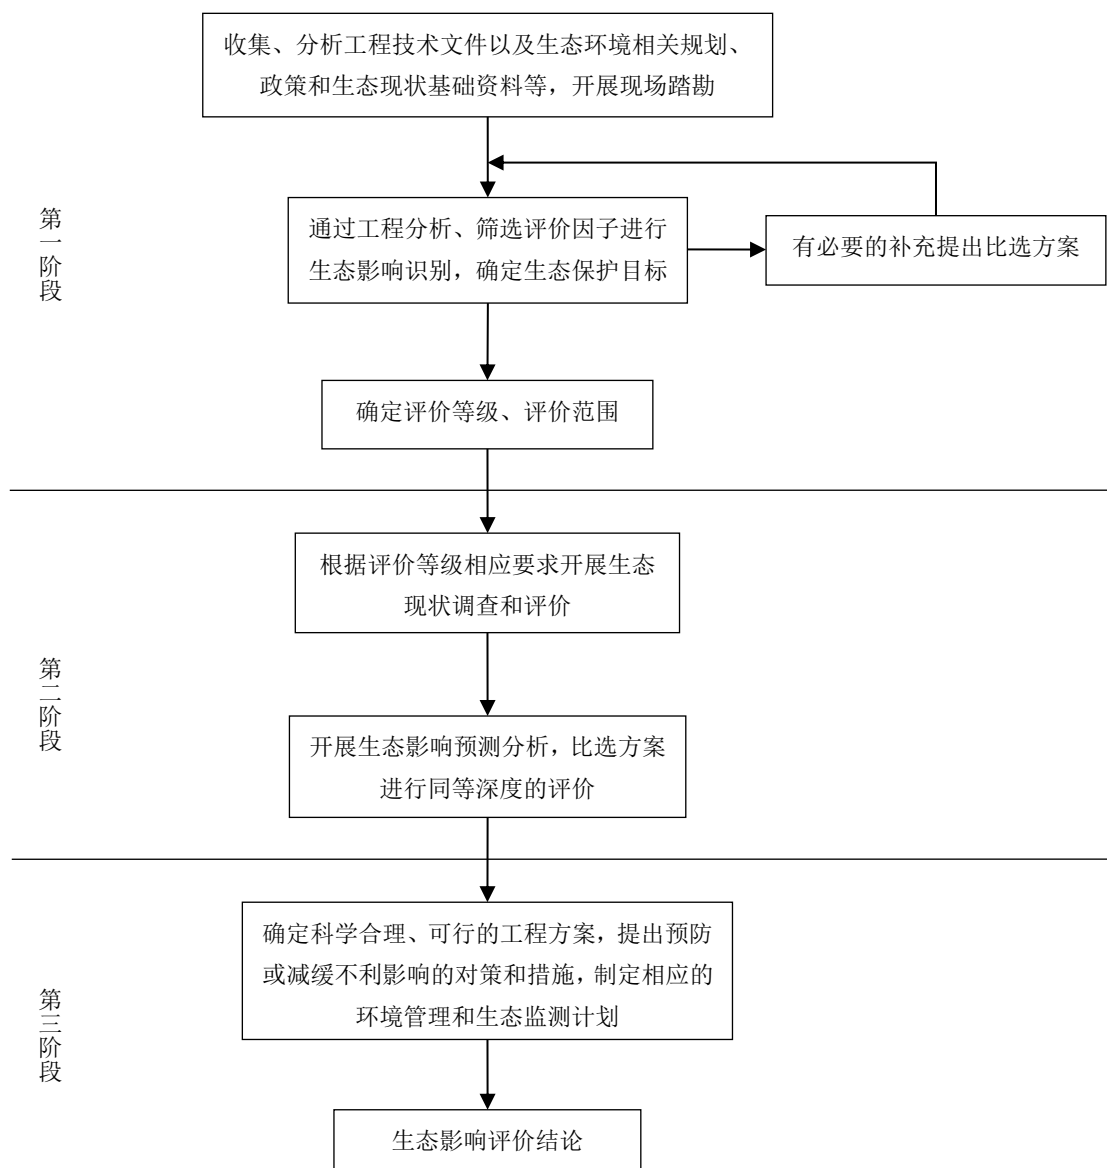 收集、分析工程技术文件以及生态环境相关规划、
政策和生态现状基础资料等，开展现场踏勘
第一阶段
通过工程分析、筛选评价因子进行
生态影响识别，确定生态保护目标
有必要的补充提出比选方案
确定评价等级、评价范围
根据评价等级相应要求开展生态
现状调查和评价
第二阶段
开展生态影响预测分析，比选方案
进行同等深度的评价
确定科学合理、可行的工程方案，提出预防
或减缓不利影响的对策和措施，制定相应的
环境管理和生态监测计划
第三阶段
生态影响评价结论